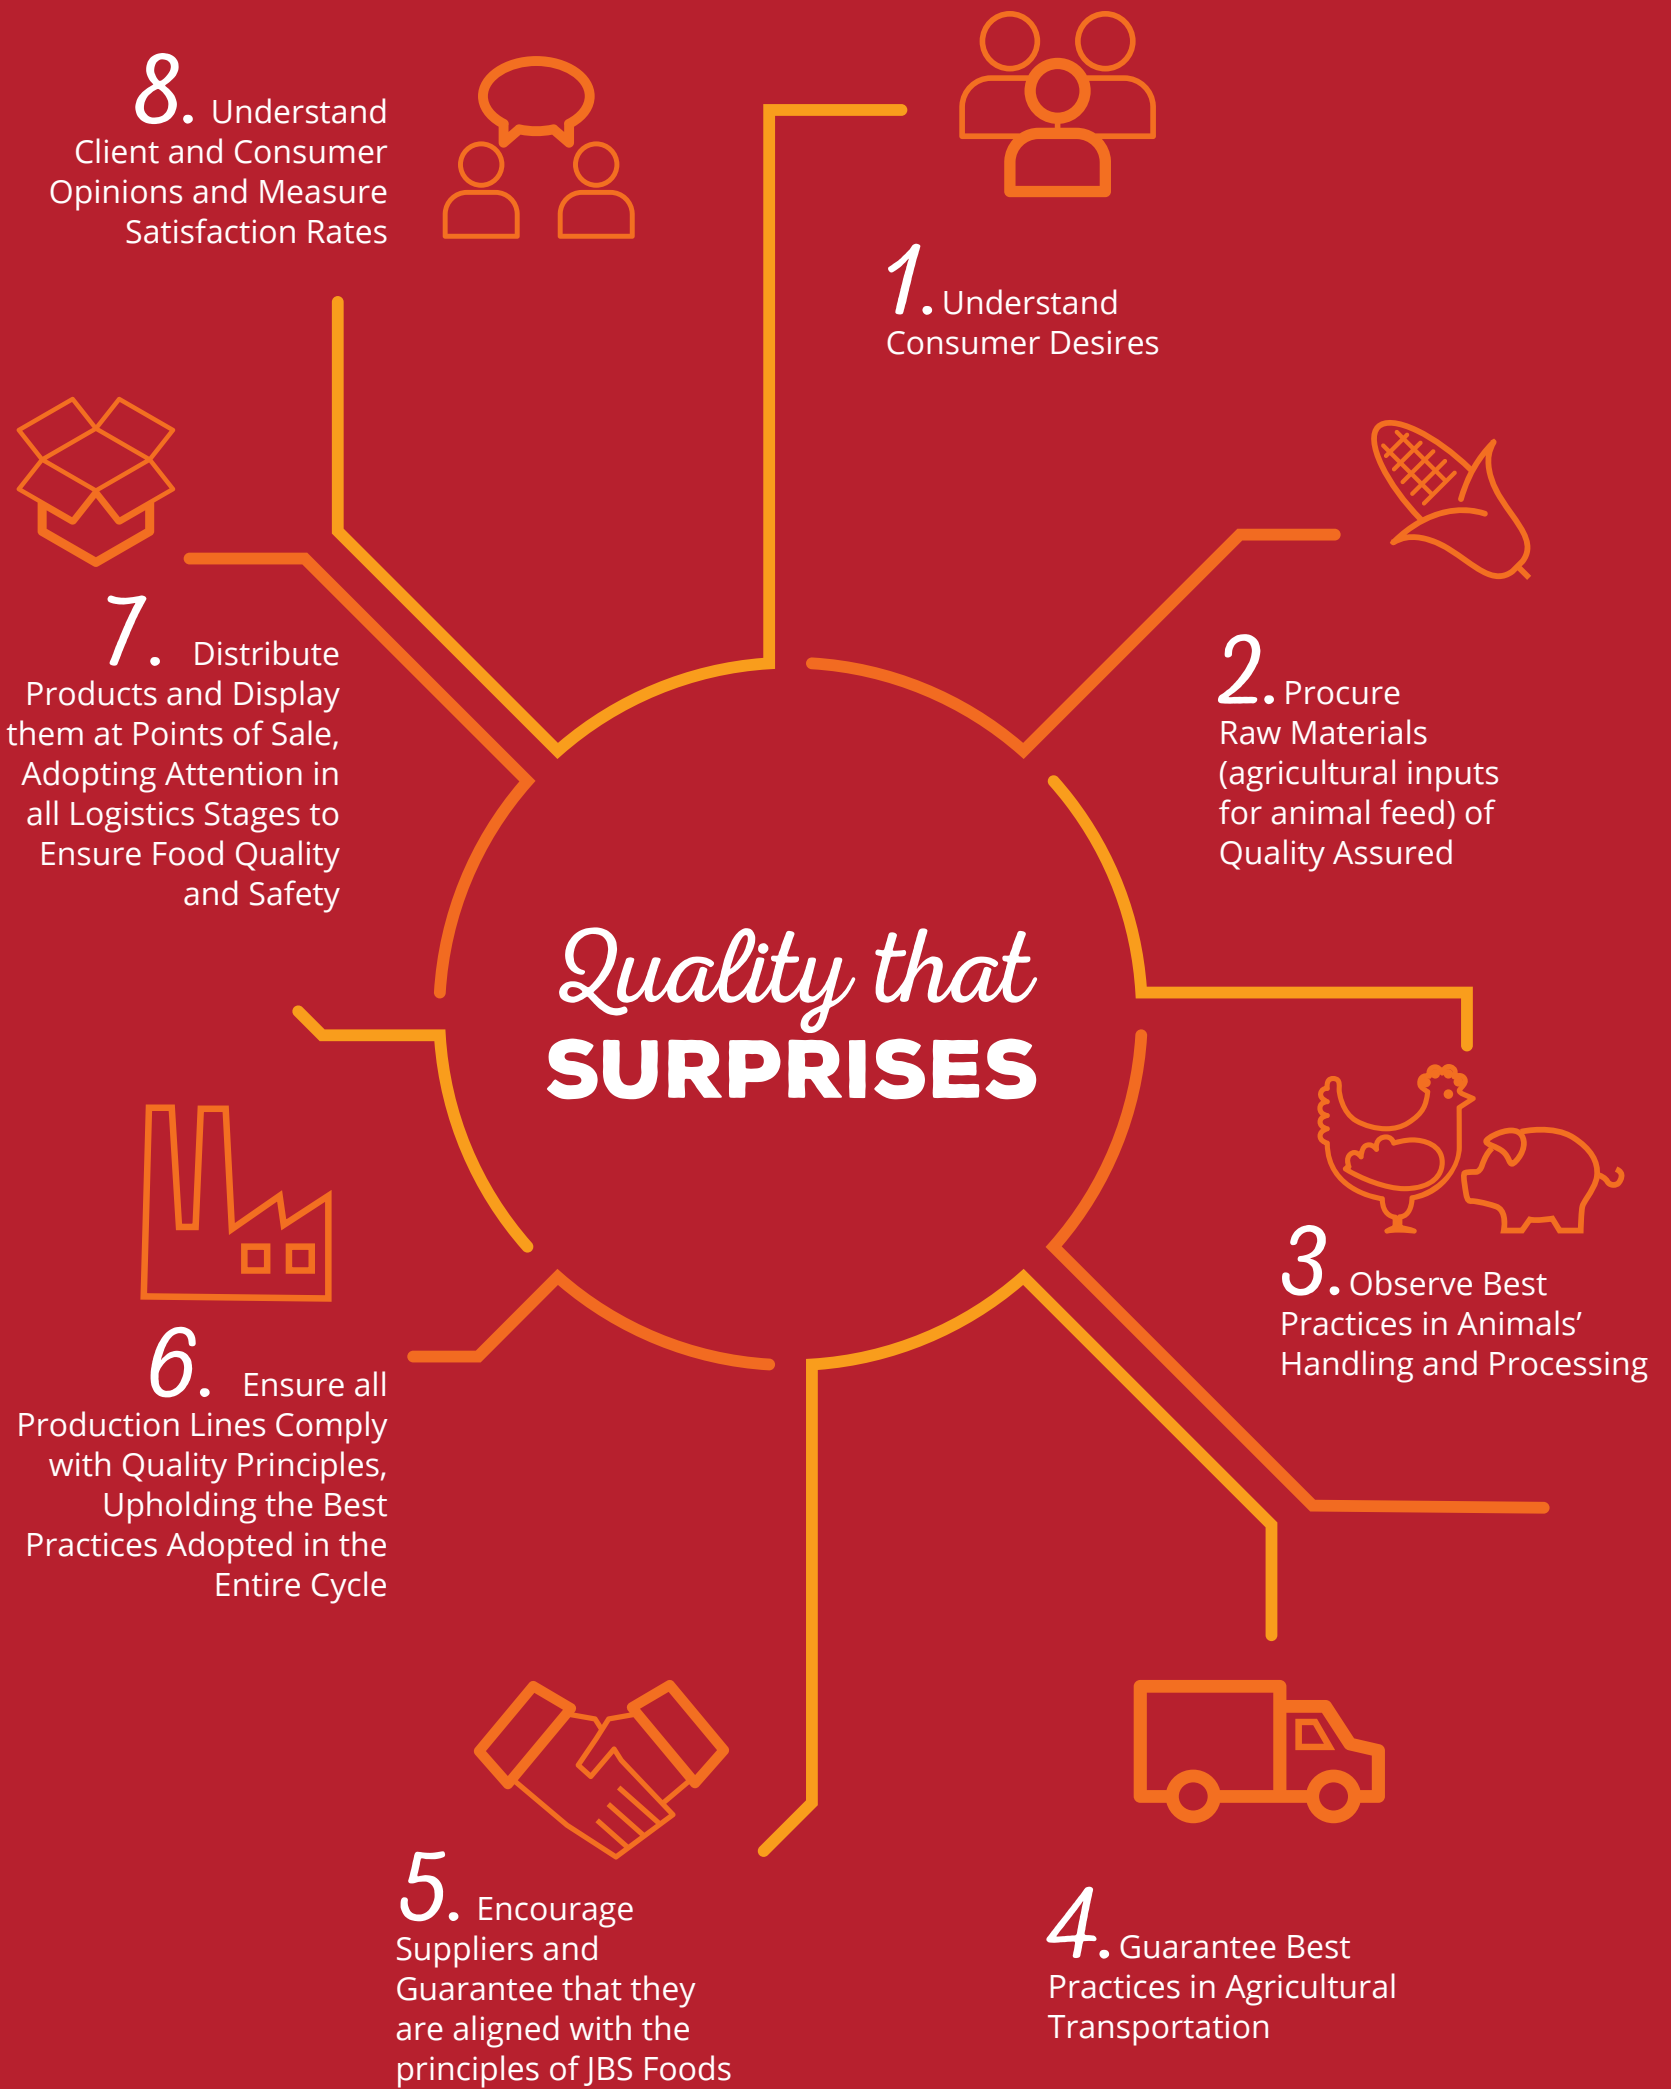 Quality that
SURPRISES
1. Understand
Consumer Desires
2. Procure
Raw Materials
(agricultural inputs
for animal feed) of
Quality Assured
3. Observe Best
Practices in Animals’
Handling and Processing
4. Guarantee Best
Practices in Agricultural
Transportation
5. Encourage
Suppliers and
Guarantee that they
are aligned with the
principles of JBS Foods
6. Ensure all
Production Lines Comply
with Quality Principles,
Upholding the Best
Practices Adopted in the
Entire Cycle
7. Distribute
Products and Display
them at Points of Sale,
Adopting Attention in
all Logistics Stages to
Ensure Food Quality
and Safety
8. Understand
Client and Consumer
Opinions and Measure
Satisfaction Rates